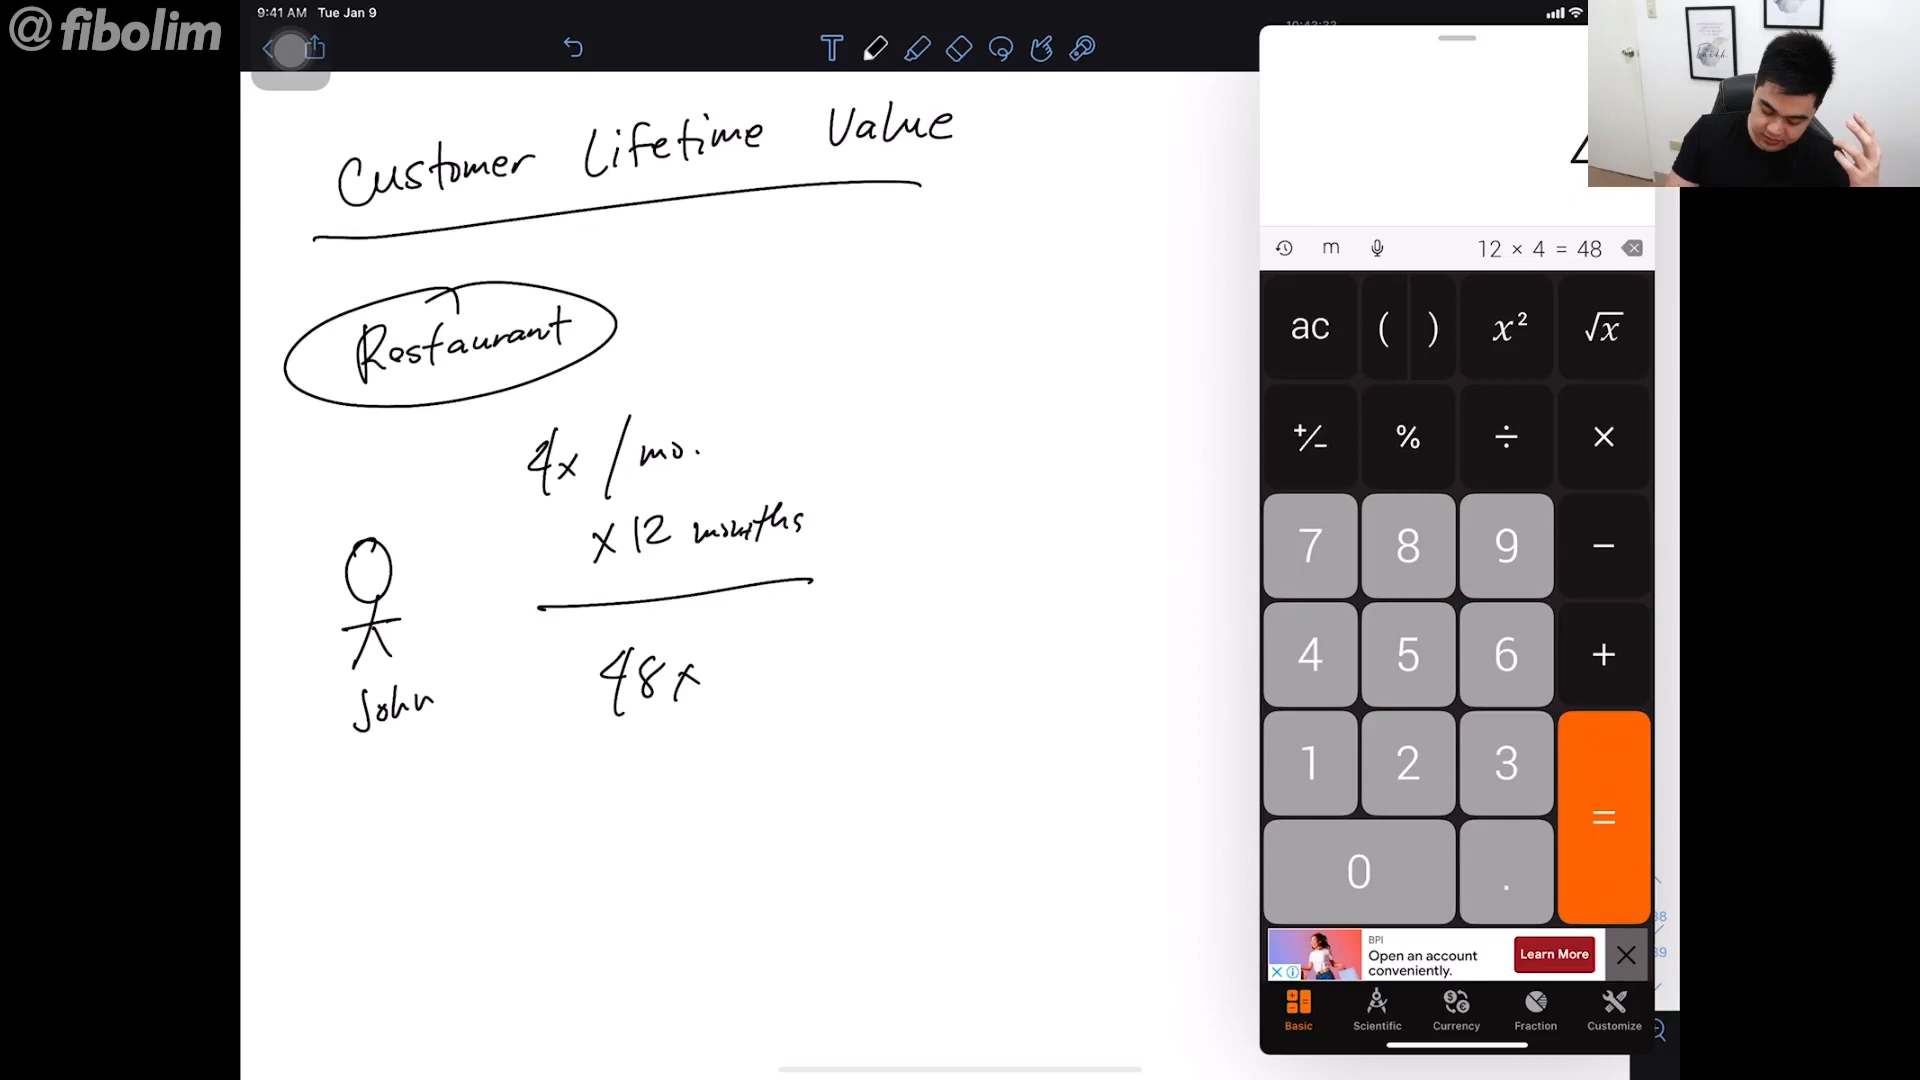 @fibolim
9:41 AM Tue Jan 9
Customer Lifetime Value
Restaurant
4x / mo.
x 12 months
48x
John
m
12 × 4 = 48
ac ( ) x² √x
+/− % ÷ ×
7 8 9 −
4 5 6 +
1 2 3 =
0 .
BPI
Open an account
conveniently.
Learn More
Basic Scientific Currency Fraction Customize